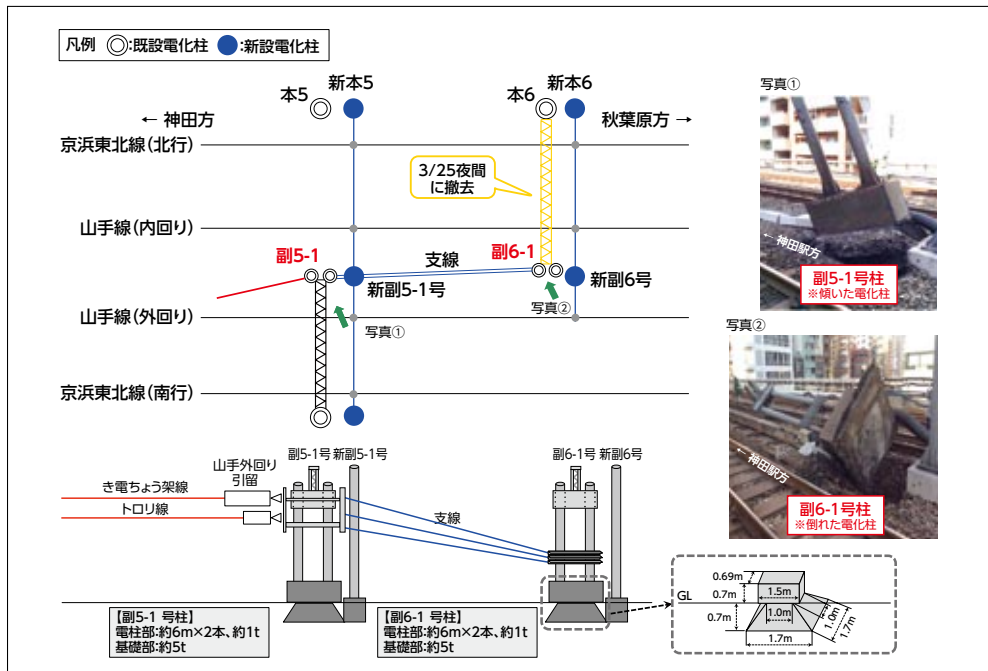 凡例 ◎:既設電化柱 ●:新設電化柱
本5
新本5
本6
新本6
← 神田方
秋葉原方 →
京浜東北線(北行)
3/25夜間
に撤去
山手線(内回り)
副5-1
支線
副6-1
新副5-1号
新副6号
写真①
写真②
山手線(外回り)
京浜東北線(南行)
写真①
← 神田駅方
副5-1号柱
※傾いた電化柱
写真②
← 神田駅方
副6-1号柱
※倒れた電化柱
山手外回り
引留
副5-1号
新副5-1号
副6-1号
新副6号
き電ちょう架線
トロリ線
支線
【副5-1 号柱】
電柱部:約6m×2本、約1t
基礎部:約5t
【副6-1 号柱】
電柱部:約6m×2本、約1t
基礎部:約5t
GL
0.69m
0.7m
1.5m
0.7m
1.0m
1.0m
1.7m
1.7m